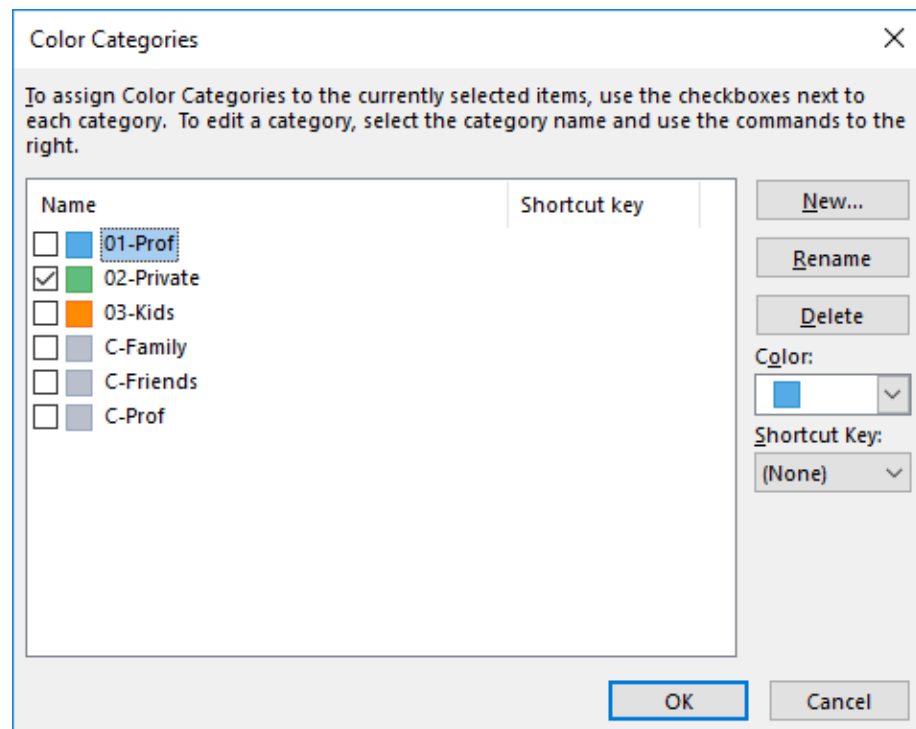 Color Categories
To assign Color Categories to the currently selected items, use the checkboxes next to
each category.  To edit a category, select the category name and use the commands to the
right.
Name Shortcut key
01-Prof
02-Private
03-Kids
C-Family
C-Friends
C-Prof
New...
Rename
Delete
Color:
Shortcut Key:
(None)
OK Cancel